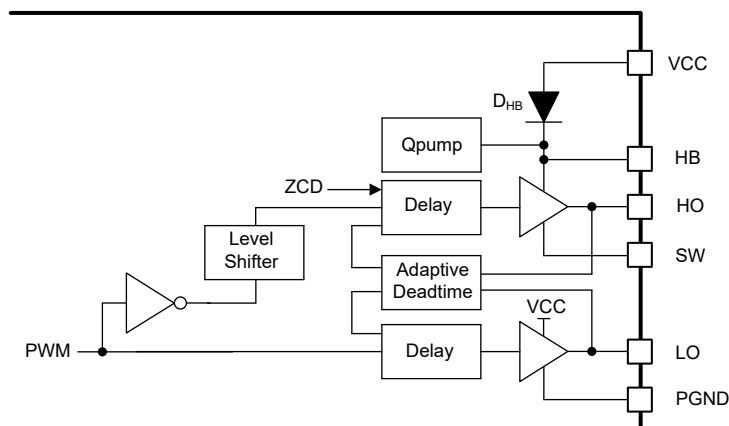 VCC
D_HB
Qpump
HB
ZCD
Delay
HO
Level
Shifter
SW
Adaptive
Deadtime
VCC
PWM
Delay
LO
PGND